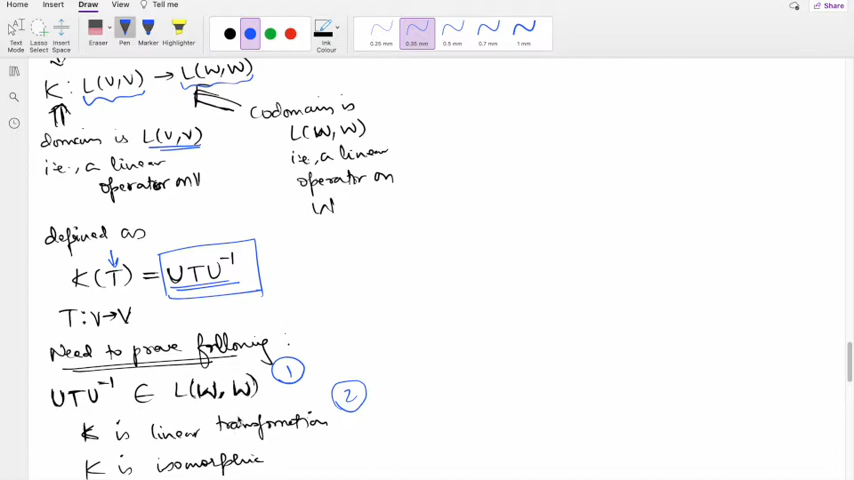 Home Insert Draw View
Share
Text Mode
Lasso Select
Insert Space
Eraser
Pen
Marker
Highlighter
Ink Colour
0.25 mm
0.35 mm
0.5 mm
0.7 mm
1 mm
K : L(V,V) → L(W,W)
domain is L(V,V)
i.e., a linear
operator on V
codomain is
L(W,W)
i.e., a linear
operator on
W
defined as
K(T) = UTU⁻¹
T: V→V
Need to prove following :
UTU⁻¹ ∈ L(W,W) 1
K is linear transformation 2
K is isomorphic